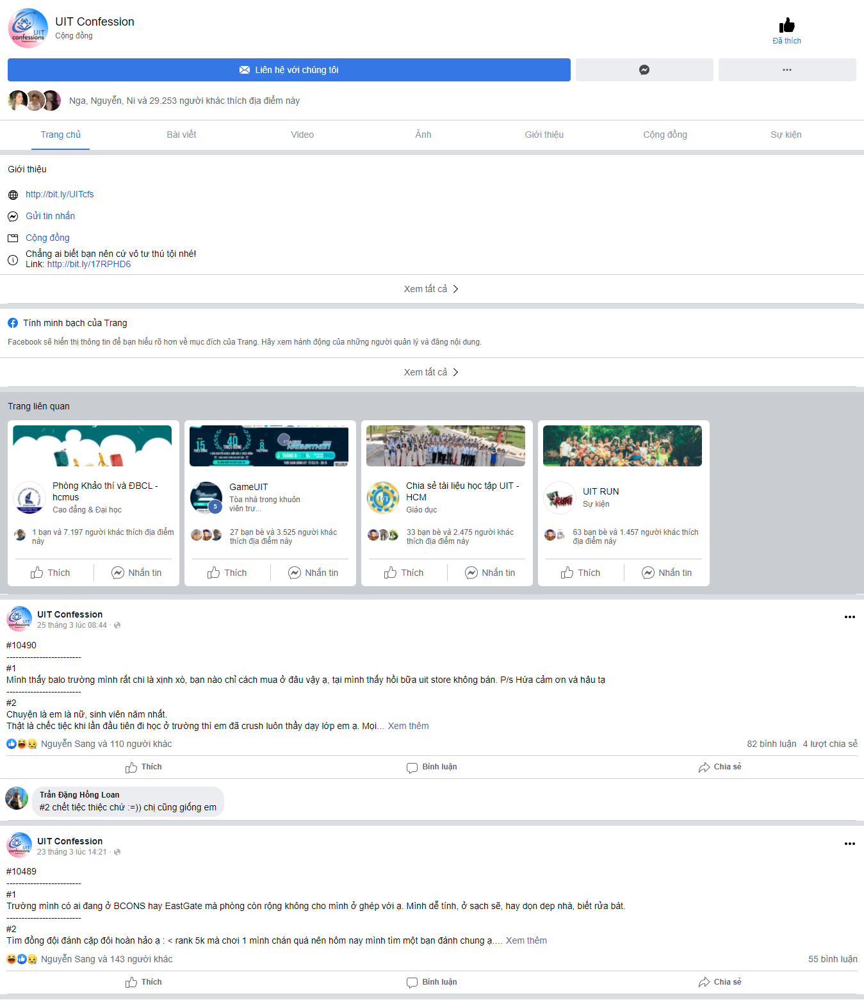 UIT Confession
Cộng đồng
Đã thích
Liên hệ với chúng tôi
Nga, Nguyễn, Ni và 29.253 người khác thích địa điểm này
Trang chủ
Bài viết
Video
Ảnh
Giới thiệu
Cộng đồng
Sự kiện
Giới thiệu
http://bit.ly/UITcfs
Gửi tin nhắn
Cộng đồng
Chẳng ai biết bạn nên cứ vô tư thú tội nhé!
Link: http://bit.ly/17RPHD6
Xem tất cả
Tính minh bạch của Trang
Facebook sẽ hiển thị thông tin để bạn hiểu rõ hơn về mục đích của Trang. Hãy xem hành động của những người quản lý và đăng nội dung.
Xem tất cả
Trang liên quan
Phòng Khảo thí và ĐBCL -
hcmus
Cao đẳng & Đại học
1 bạn và 7.197 người khác thích địa điểm
này
Thích
Nhắn tin
15
40
8
TRIỆU ĐỒNG
GameUIT
5
Tòa nhà trong khuôn
viên trư...
27 bạn bè và 3.525 người khác
thích địa điểm này
Thích
Nhắn tin
Chia sẻ tài liệu học tập UIT -
HCM
Giáo dục
33 bạn bè và 2.475 người khác
thích địa điểm này
Thích
Nhắn tin
UIT RUN
Sự kiện
63 bạn bè và 1.457 người khác thích
địa điểm này
Thích
Nhắn tin
UIT Confession
25 tháng 3 lúc 08:44 ·
#10490
-------------------------
#1
Mình thấy balo trường mình rất chi là xịnh xò, bạn nào chỉ cách mua ở đâu vậy ạ, tại mình thấy hồi bữa uit store không bán. P/s Hứa cảm ơn và hậu tạ
-------------------------
#2
Chuyện là em là nữ, sinh viên năm nhất.
Thật là chếc tiệc khi lần đầu tiên đi học ở trường thì em đã crush luôn thầy dạy lớp em ạ. Mọi… Xem thêm
Nguyễn Sang và 110 người khác
82 bình luận 4 lượt chia sẻ
Thích
Bình luận
Chia sẻ
Trần Đặng Hồng Loan
#2 chết tiệc thiệc chứ :=)) chị cũng giống em
UIT Confession
23 tháng 3 lúc 14:21 ·
#10489
-------------------------
#1
Trường mình có ai đang ở BCONS hay EastGate mà phòng còn rộng không cho mình ở ghép với ạ. Mình dễ tính, ở sạch sẽ, hay dọn dẹp nhà, biết rửa bát.
-------------------------
#2
Tìm đồng đội đánh cặp đôi hoàn hảo ạ : < rank 5k mà chơi 1 mình chán quá nên hôm nay mình tìm một bạn đánh chung ạ.… Xem thêm
Nguyễn Sang và 143 người khác
55 bình luận
Thích
Bình luận
Chia sẻ